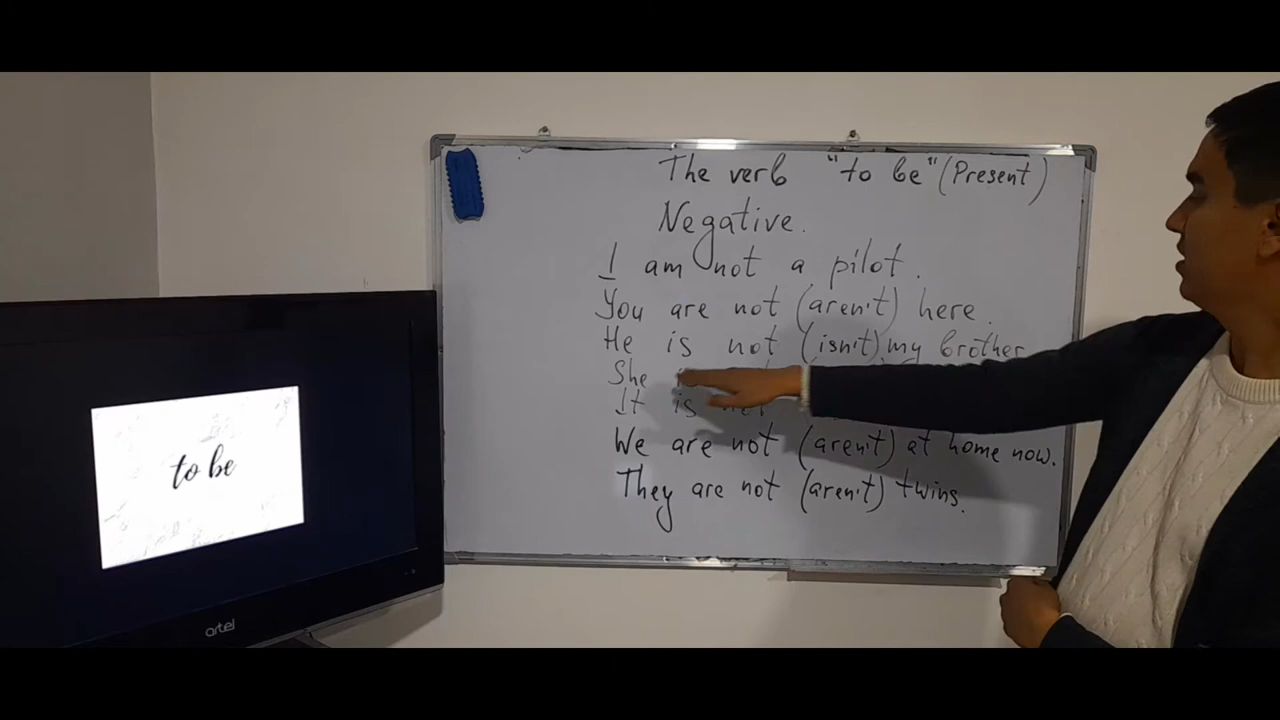 The verb "to be" (Present)
Negative.
I am not a pilot.
You are not (aren't) here.
He is not (isn't) my brother
She
It is not
We are not (aren't) at home now.
They are not (aren't) twins.
to be
artel